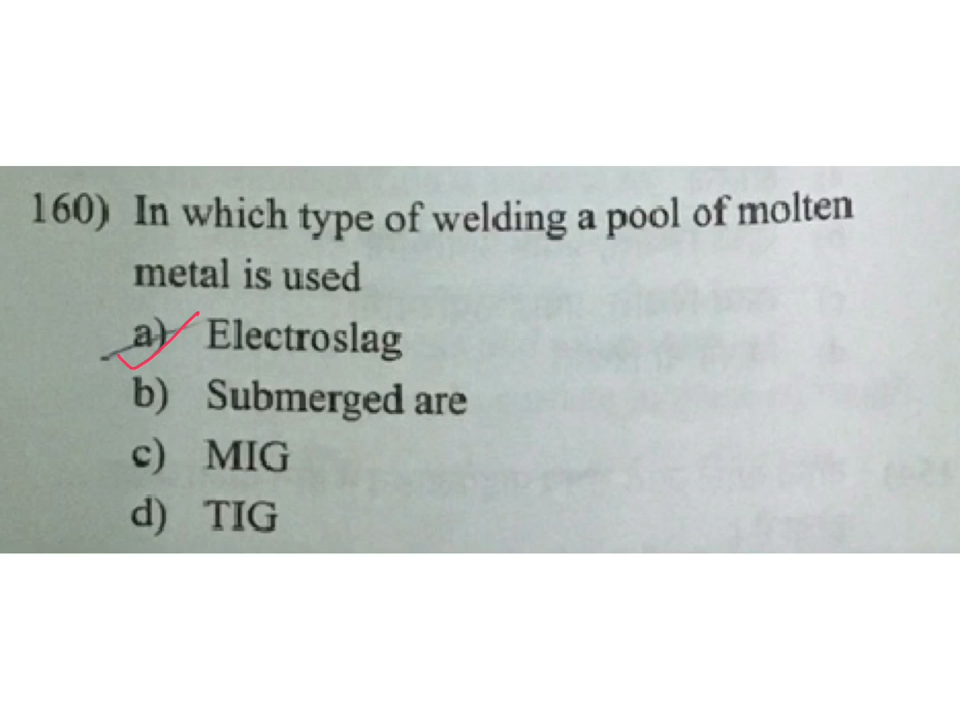 160) In which type of welding a pool of molten
metal is used
a) Electroslag
b) Submerged are
c) MIG
d) TIG